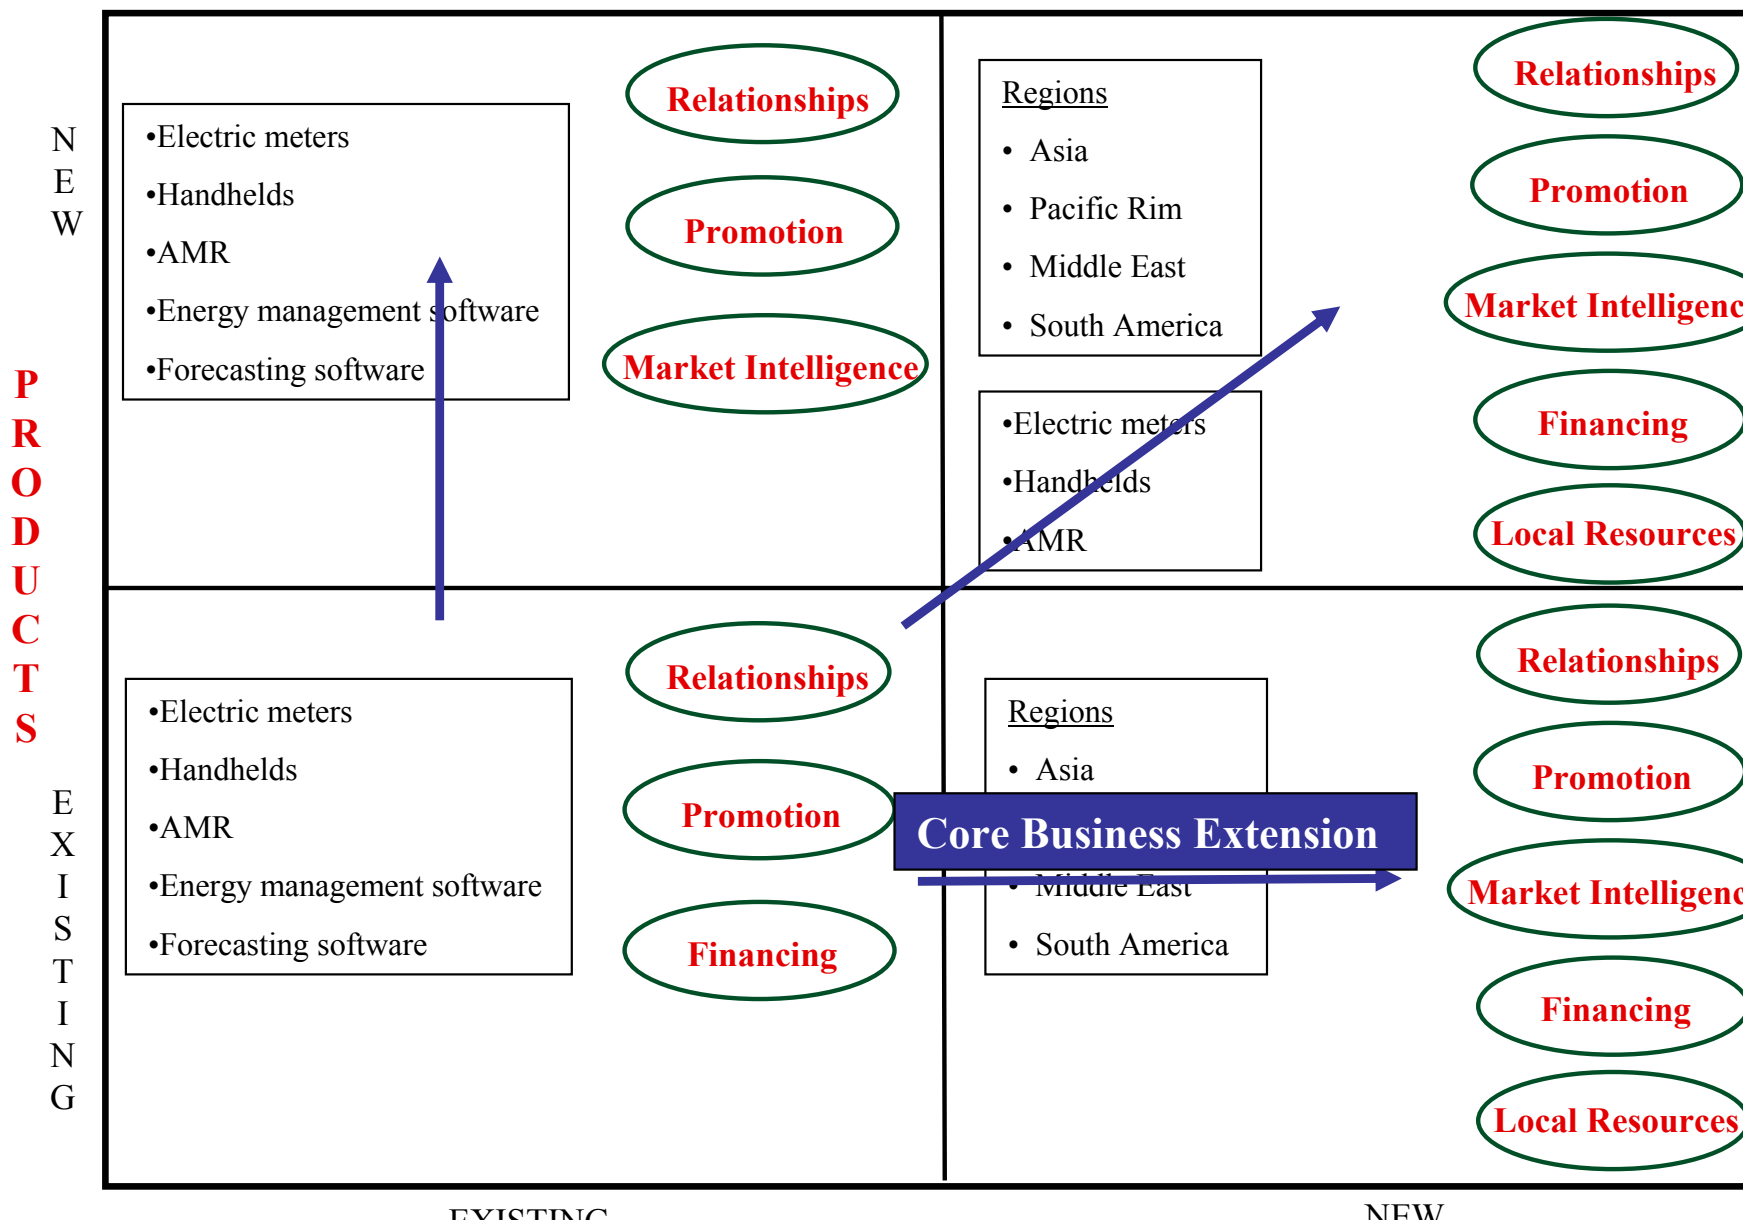 NEW
•Electric meters
•Handhelds
•AMR
•Energy management software
•Forecasting software
Relationships
Promotion
Market Intelligence
Regions
• Asia
• Pacific Rim
• Middle East
• South America
•Electric meters
•Handhelds
•AMR
Relationships
Promotion
Market Intelligenc
Financing
Local Resources
PRODUCTS
EXISTING
•Electric meters
•Handhelds
•AMR
•Energy management software
•Forecasting software
Relationships
Promotion
Financing
Regions
• Asia
Core Business Extension
• Middle East
• South America
Relationships
Promotion
Market Intelligenc
Financing
Local Resources
EXISTING
NEW